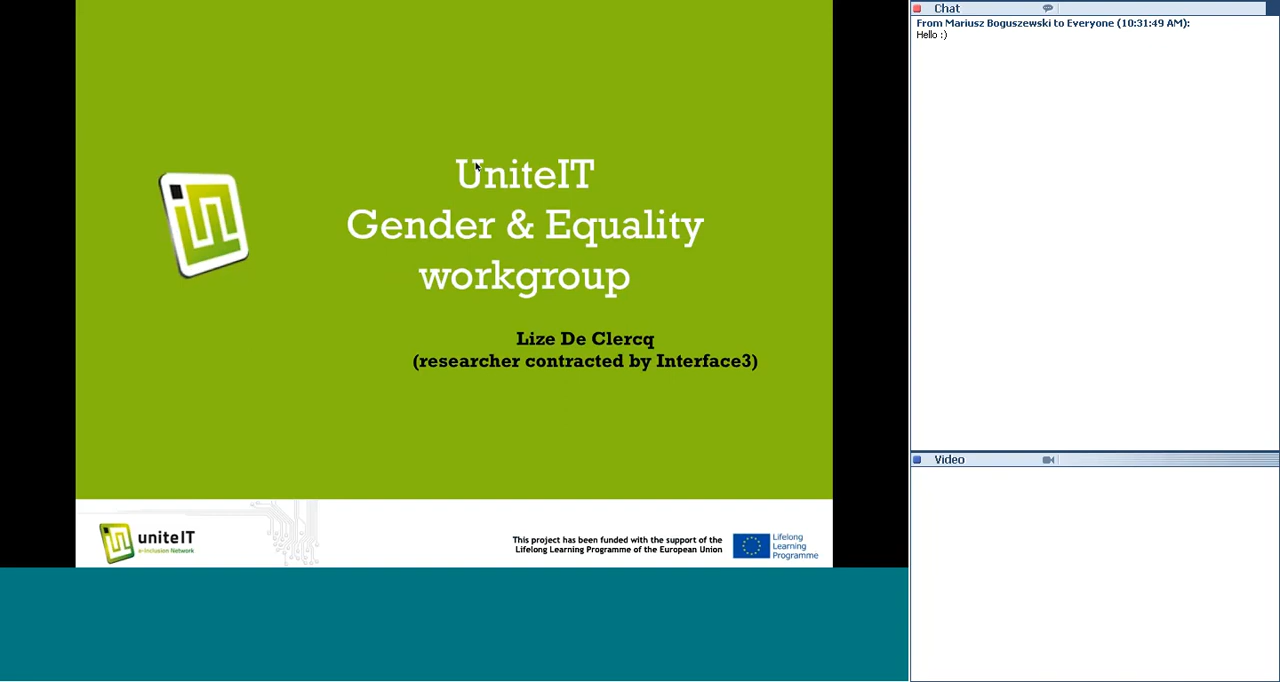 UniteIT
Gender & Equality
workgroup
Lize De Clercq
(researcher contracted by Interface3)
uniteIT
e-Inclusion Network
This project has been funded with the support of the
Lifelong Learning Programme of the European Union
Lifelong
Learning
Programme
Chat
From Mariusz Boguszewski to Everyone (10:31:49 AM):
Hello :)
Video